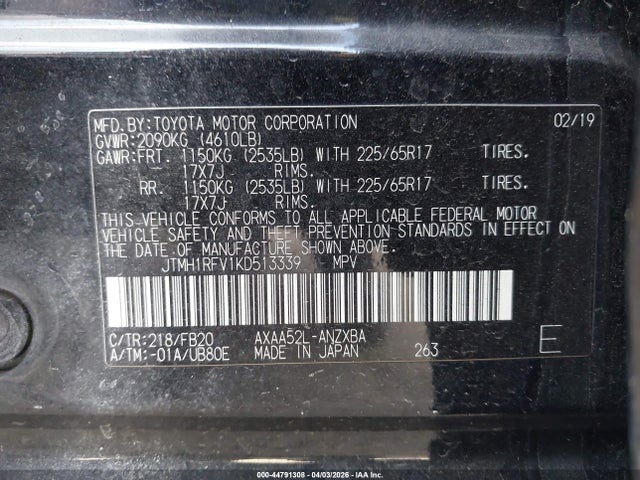 MFD.BY:TOYOTA MOTOR CORPORATION 02/19
GVWR:2090KG (4610LB)
GAWR:FRT. 1150KG (2535LB) WITH 225/65R17 TIRES.
17X7J RIMS.
RR. 1150KG (2535LB) WITH 225/65R17 TIRES.
17X7J RIMS.
THIS VEHICLE CONFORMS TO ALL APPLICABLE FEDERAL MOTOR
VEHICLE SAFETY AND THEFT PREVENTION STANDARDS IN EFFECT ON
THE DATE OF MANUFACTURE SHOWN ABOVE.
JTMH1RFV1KD513339 MPV
C/TR:218/FB20 AXAA52L-ANZXBA
A/TM:-01A/UB80E MADE IN JAPAN 263 E
000-44791308 - 04/03/2026 - IAA Inc.